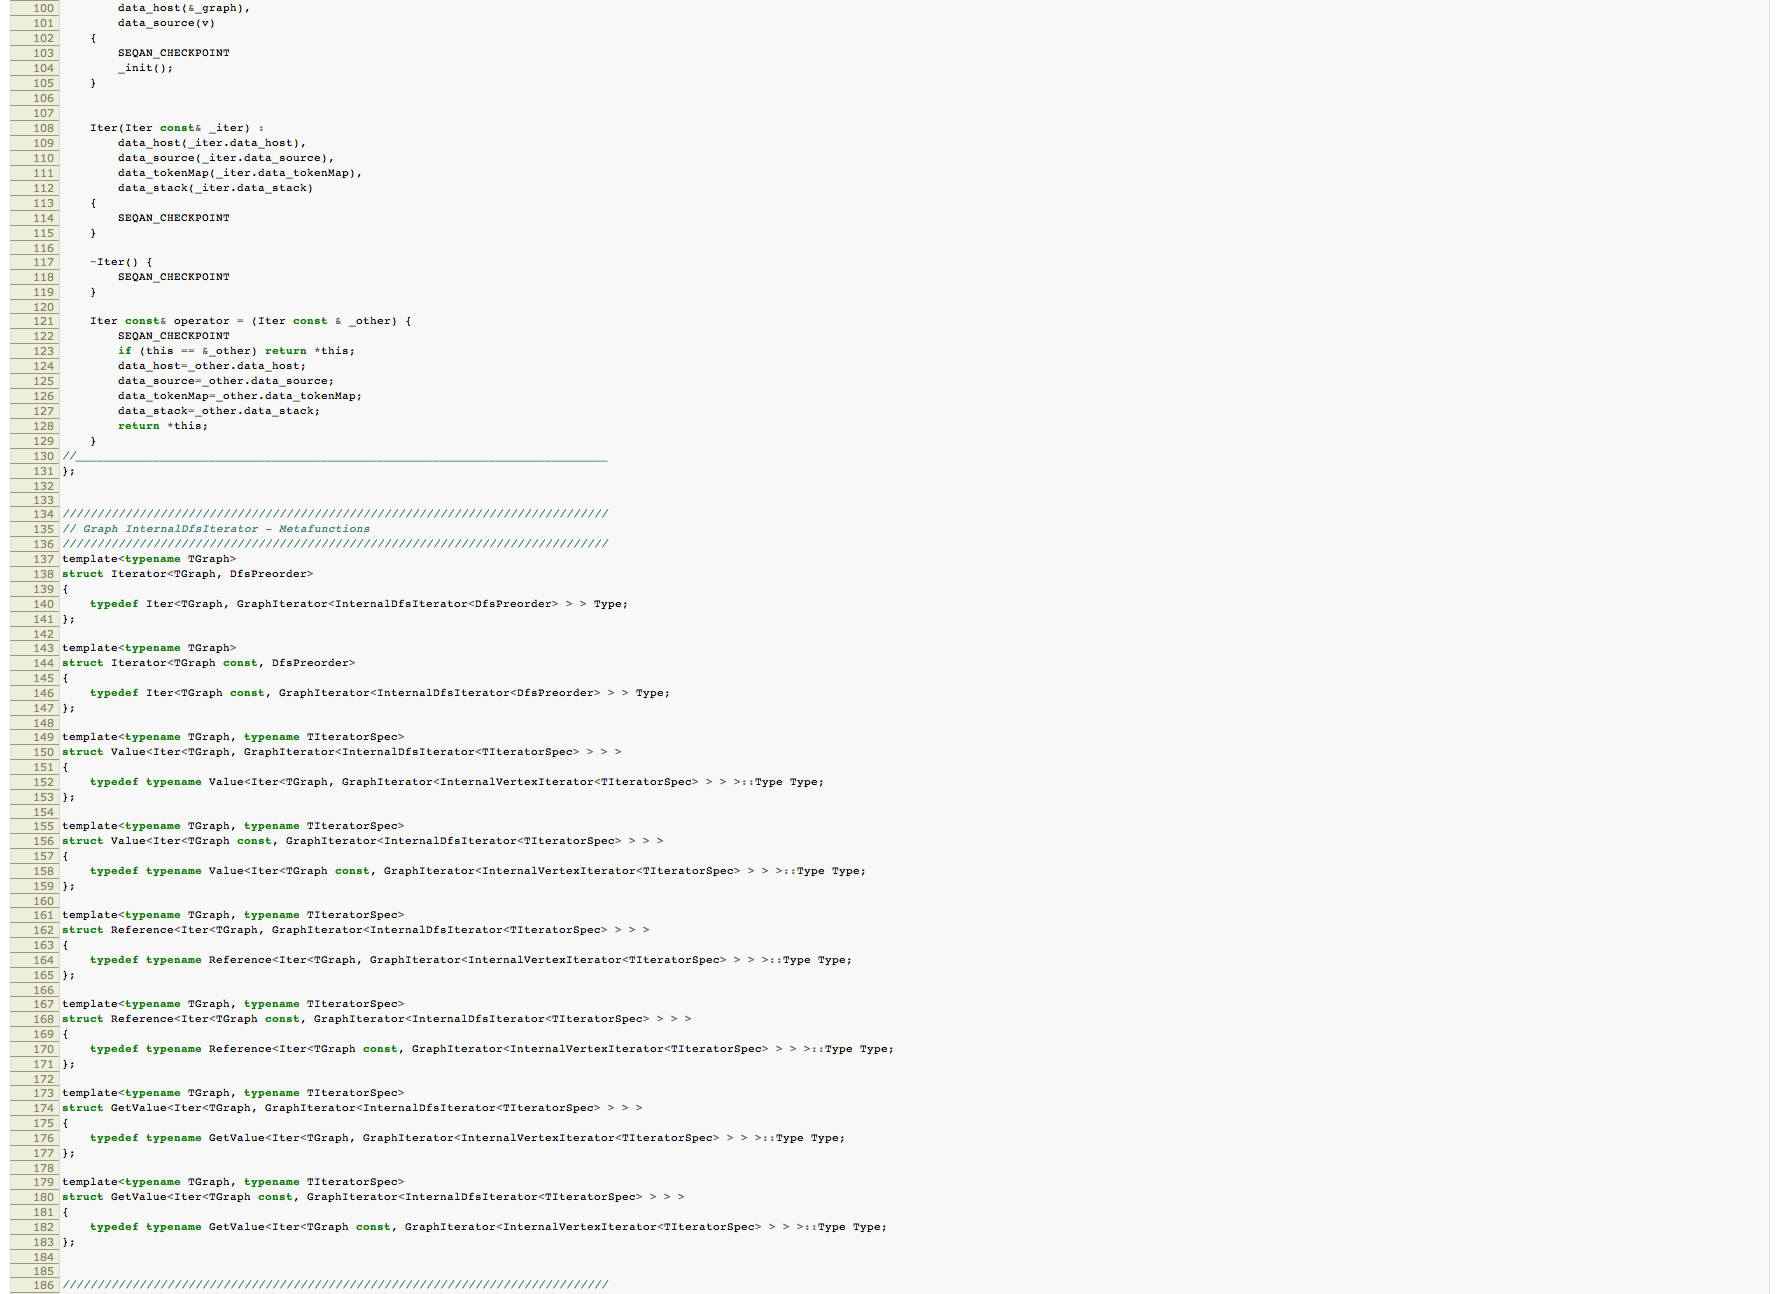 100         data_host(&_graph),
101         data_source(v)
102     {
103         SEQAN_CHECKPOINT
104         _init();
105     }
106
107
108     Iter(Iter const& _iter) :
109         data_host(_iter.data_host),
110         data_source(_iter.data_source),
111         data_tokenMap(_iter.data_tokenMap),
112         data_stack(_iter.data_stack)
113     {
114         SEQAN_CHECKPOINT
115     }
116
117     ~Iter() {
118         SEQAN_CHECKPOINT
119     }
120
121     Iter const& operator = (Iter const & _other) {
122         SEQAN_CHECKPOINT
123         if (this == &_other) return *this;
124         data_host=_other.data_host;
125         data_source=_other.data_source;
126         data_tokenMap=_other.data_tokenMap;
127         data_stack=_other.data_stack;
128         return *this;
129     }
130 //____________________________________________________________________________
131 };
132
133
134 //////////////////////////////////////////////////////////////////////////////
135 // Graph InternalDfsIterator - Metafunctions
136 //////////////////////////////////////////////////////////////////////////////
137 template<typename TGraph>
138 struct Iterator<TGraph, DfsPreorder>
139 {
140     typedef Iter<TGraph, GraphIterator<InternalDfsIterator<DfsPreorder> > > Type;
141 };
142
143 template<typename TGraph>
144 struct Iterator<TGraph const, DfsPreorder>
145 {
146     typedef Iter<TGraph const, GraphIterator<InternalDfsIterator<DfsPreorder> > > Type;
147 };
148
149 template<typename TGraph, typename TIteratorSpec>
150 struct Value<Iter<TGraph, GraphIterator<InternalDfsIterator<TIteratorSpec> > > >
151 {
152     typedef typename Value<Iter<TGraph, GraphIterator<InternalVertexIterator<TIteratorSpec> > > >::Type Type;
153 };
154
155 template<typename TGraph, typename TIteratorSpec>
156 struct Value<Iter<TGraph const, GraphIterator<InternalDfsIterator<TIteratorSpec> > > >
157 {
158     typedef typename Value<Iter<TGraph const, GraphIterator<InternalVertexIterator<TIteratorSpec> > > >::Type Type;
159 };
160
161 template<typename TGraph, typename TIteratorSpec>
162 struct Reference<Iter<TGraph, GraphIterator<InternalDfsIterator<TIteratorSpec> > > >
163 {
164     typedef typename Reference<Iter<TGraph, GraphIterator<InternalVertexIterator<TIteratorSpec> > > >::Type Type;
165 };
166
167 template<typename TGraph, typename TIteratorSpec>
168 struct Reference<Iter<TGraph const, GraphIterator<InternalDfsIterator<TIteratorSpec> > > >
169 {
170     typedef typename Reference<Iter<TGraph const, GraphIterator<InternalVertexIterator<TIteratorSpec> > > >::Type Type;
171 };
172
173 template<typename TGraph, typename TIteratorSpec>
174 struct GetValue<Iter<TGraph, GraphIterator<InternalDfsIterator<TIteratorSpec> > > >
175 {
176     typedef typename GetValue<Iter<TGraph, GraphIterator<InternalVertexIterator<TIteratorSpec> > > >::Type Type;
177 };
178
179 template<typename TGraph, typename TIteratorSpec>
180 struct GetValue<Iter<TGraph const, GraphIterator<InternalDfsIterator<TIteratorSpec> > > >
181 {
182     typedef typename GetValue<Iter<TGraph const, GraphIterator<InternalVertexIterator<TIteratorSpec> > > >::Type Type;
183 };
184
185
186 //////////////////////////////////////////////////////////////////////////////